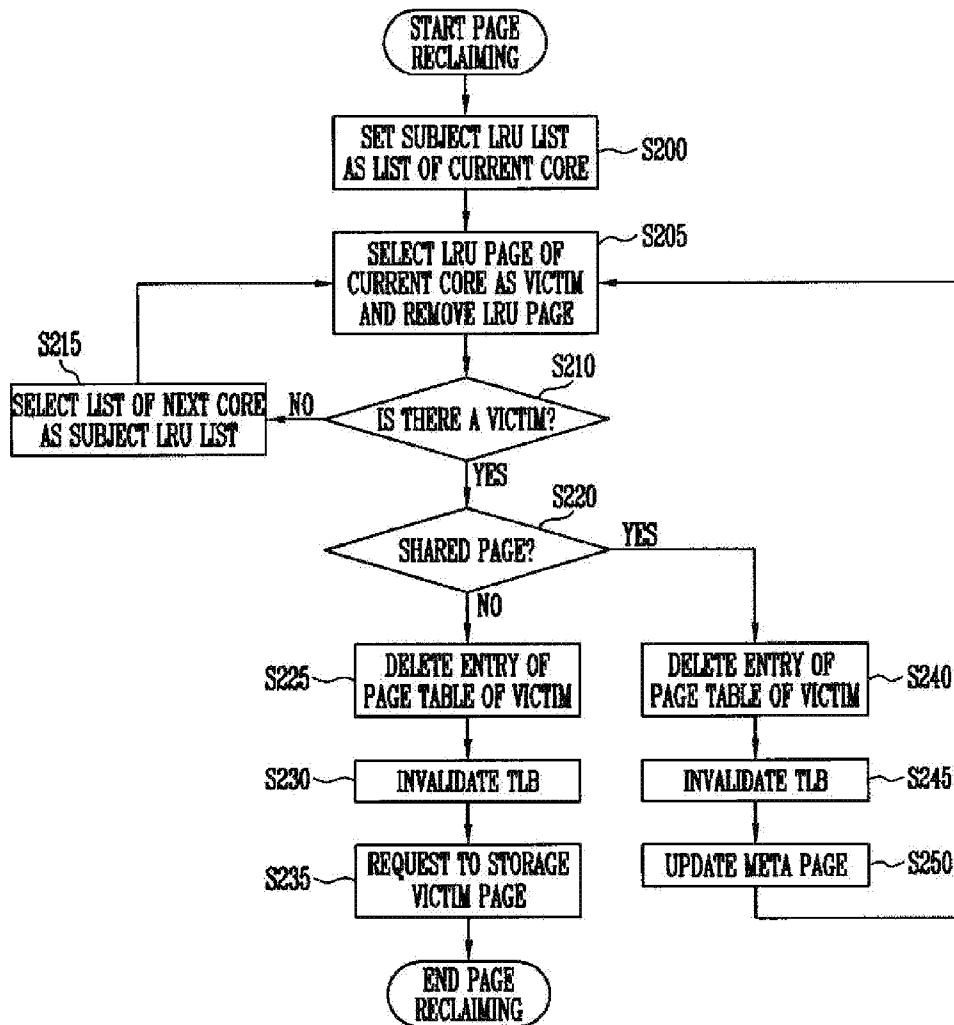 START PAGE
RECLAIMING
SET SUBJECT LRU LIST
AS LIST OF CURRENT CORE
S200
SELECT LRU PAGE OF
CURRENT CORE AS VICTIM
AND REMOVE LRU PAGE
S205
S215
SELECT LIST OF NEXT CORE
AS SUBJECT LRU LIST
NO
IS THERE A VICTIM?
S210
YES
SHARED PAGE?
S220
YES
NO
S225
DELETE ENTRY OF
PAGE TABLE OF VICTIM
DELETE ENTRY OF
PAGE TABLE OF VICTIM
S240
S230
INVALIDATE TLB
INVALIDATE TLB
S245
S235
REQUEST TO STORAGE
VICTIM PAGE
UPDATE META PAGE
S250
END PAGE
RECLAIMING